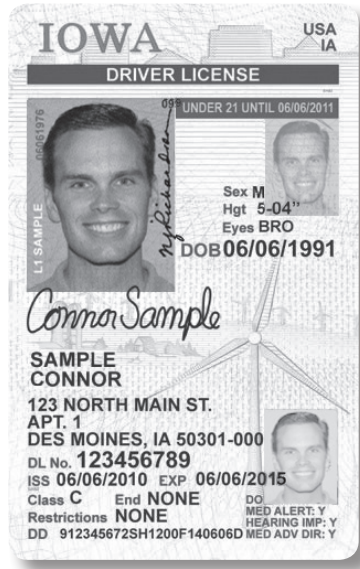 IOWA
USA
IA
DRIVER LICENSE
UNDER 21 UNTIL 06/06/2011
06061976
L1 SAMPLE
Sex M
Hgt 5-04"
Eyes BRO
DOB 06/06/1991
Connor Sample
SAMPLE
CONNOR
123 NORTH MAIN ST.
APT. 1
DES MOINES, IA 50301-000
DL No. 123456789
ISS 06/06/2010 EXP 06/06/2015
Class C End NONE
Restrictions NONE
DD 912345672SH1200F140606D
DO
MED ALERT: Y
HEARING IMP: Y
MED ADV DIR: Y